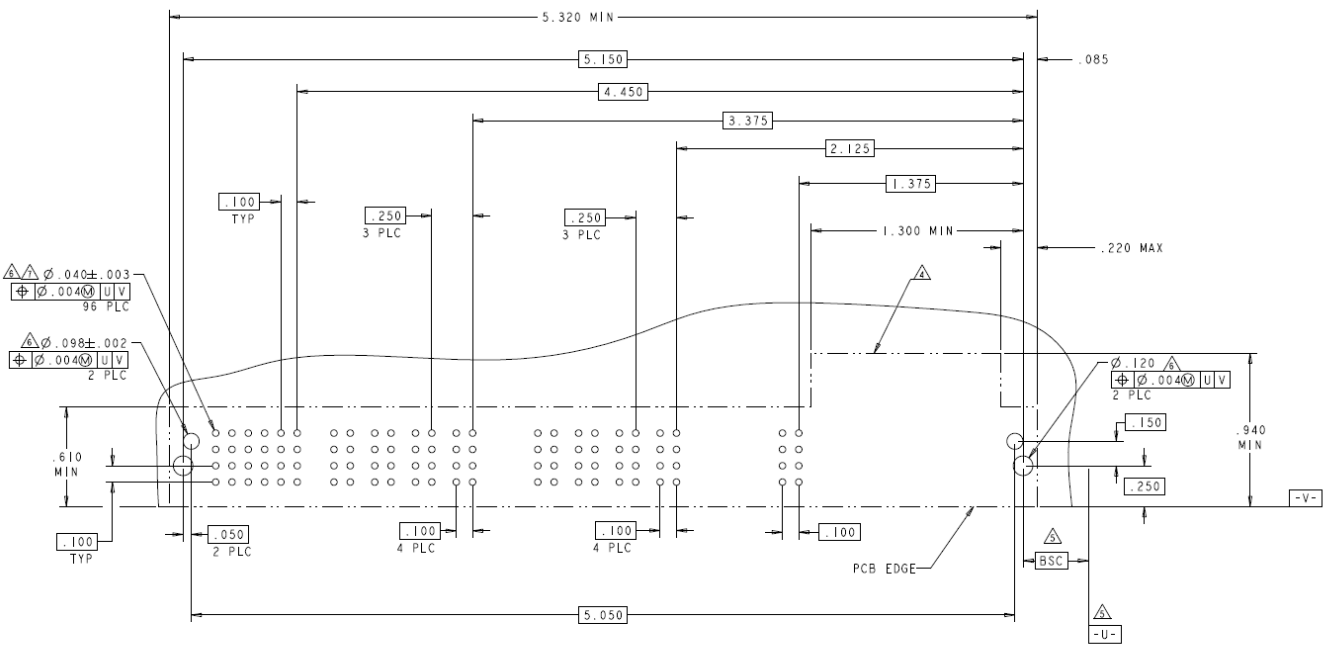 5.320 MIN
5.150
.085
4.450
3.375
2.125
1.375
.100
TYP
.250
3 PLC
.250
3 PLC
1.300 MIN
.220 MAX
6 7 Ø.040±.003
⌖ Ø.004Ⓜ U V
96 PLC
4
6 Ø.098±.002
⌖ Ø.004Ⓜ U V
2 PLC
Ø.120 6
⌖ Ø.004Ⓜ U V
2 PLC
.150
.940
MIN
.610
MIN
.250
-V-
.100
TYP
.050
2 PLC
.100
4 PLC
.100
4 PLC
.100
5
BSC
PCB EDGE
5.050
5
-U-